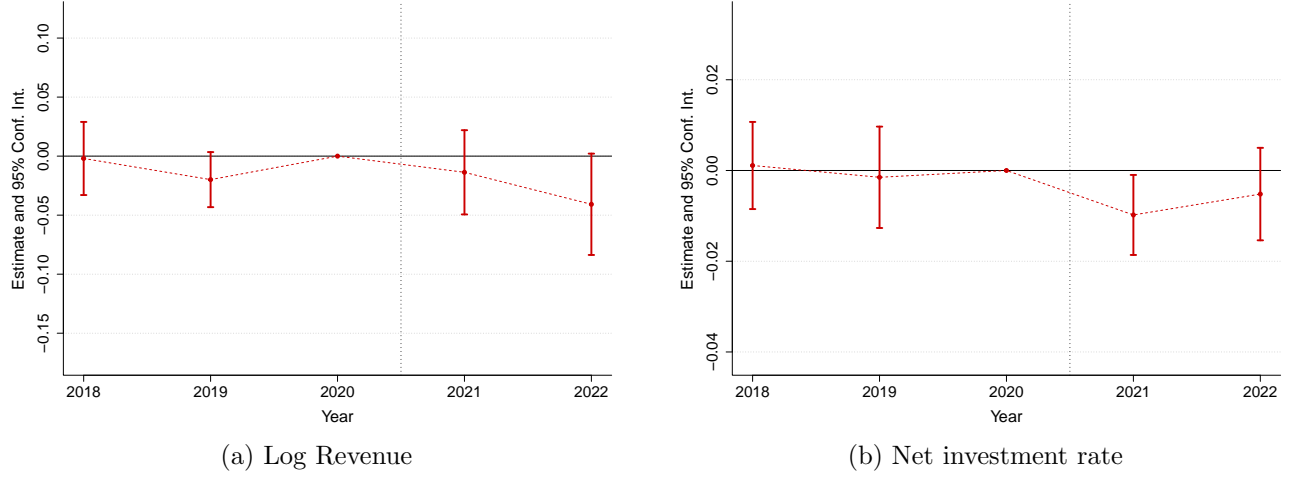 Estimate and 95% Conf. Int.
0.10
0.05
0.00
−0.05
−0.10
−0.15
2018 2019 2020 2021 2022
Year
(a) Log Revenue
Estimate and 95% Conf. Int.
0.02
0.00
−0.02
−0.04
2018 2019 2020 2021 2022
Year
(b) Net investment rate